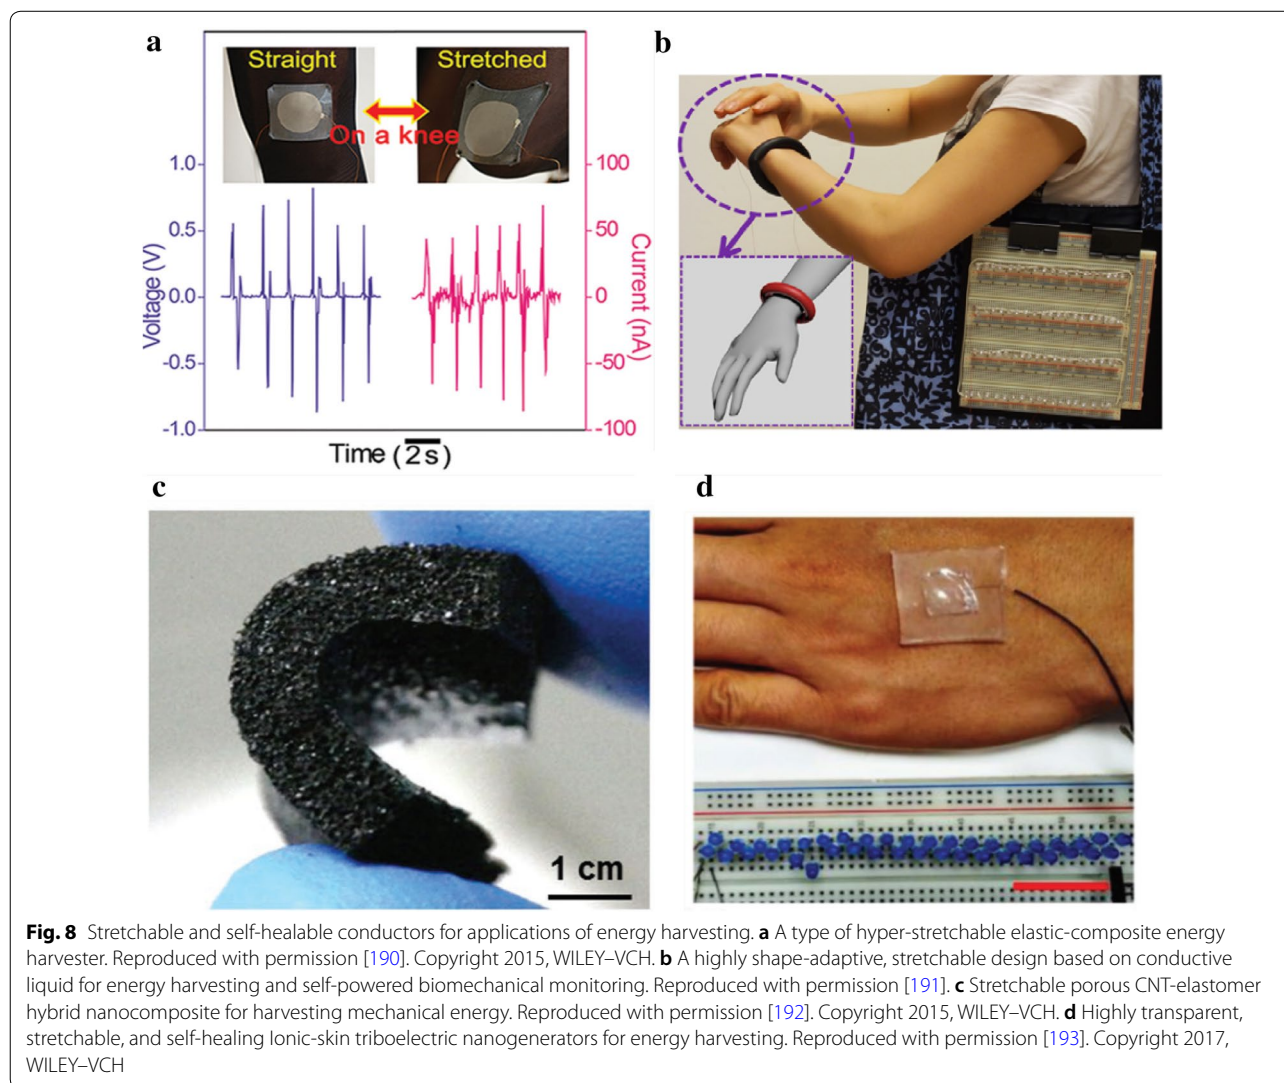 a
Straight
Stretched
On a knee
1.0
0.5
0.0
-0.5
-1.0
Voltage (V)
100
50
0
-50
-100
Current (nA)
Time (2 s)
b
c
1 cm
d
Fig. 8 Stretchable and self-healable conductors for applications of energy harvesting. a A type of hyper-stretchable elastic-composite energy
harvester. Reproduced with permission [190]. Copyright 2015, WILEY–VCH. b A highly shape-adaptive, stretchable design based on conductive
liquid for energy harvesting and self-powered biomechanical monitoring. Reproduced with permission [191]. c Stretchable porous CNT-elastomer
hybrid nanocomposite for harvesting mechanical energy. Reproduced with permission [192]. Copyright 2015, WILEY–VCH. d Highly transparent,
stretchable, and self-healing Ionic-skin triboelectric nanogenerators for energy harvesting. Reproduced with permission [193]. Copyright 2017,
WILEY–VCH